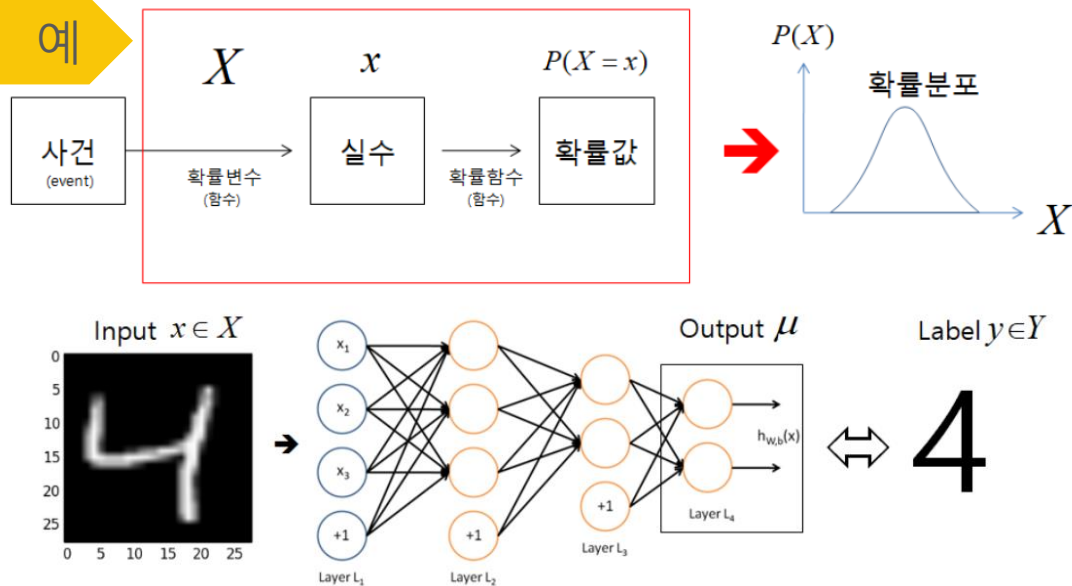 예
X
x
P(X = x)
P(X)
사건
(event)
확률변수
(함수)
실수
확률함수
(함수)
확률값
확률분포
X
Input x ∈ X
Output μ
Label y∈Y
0
5
10
15
20
25
0 5 10 15 20 25
x₁
x₂
x₃
+1
Layer L₁
+1
Layer L₂
+1
Layer L₃
Layer L₄
h_{W,b}(x)
4
4